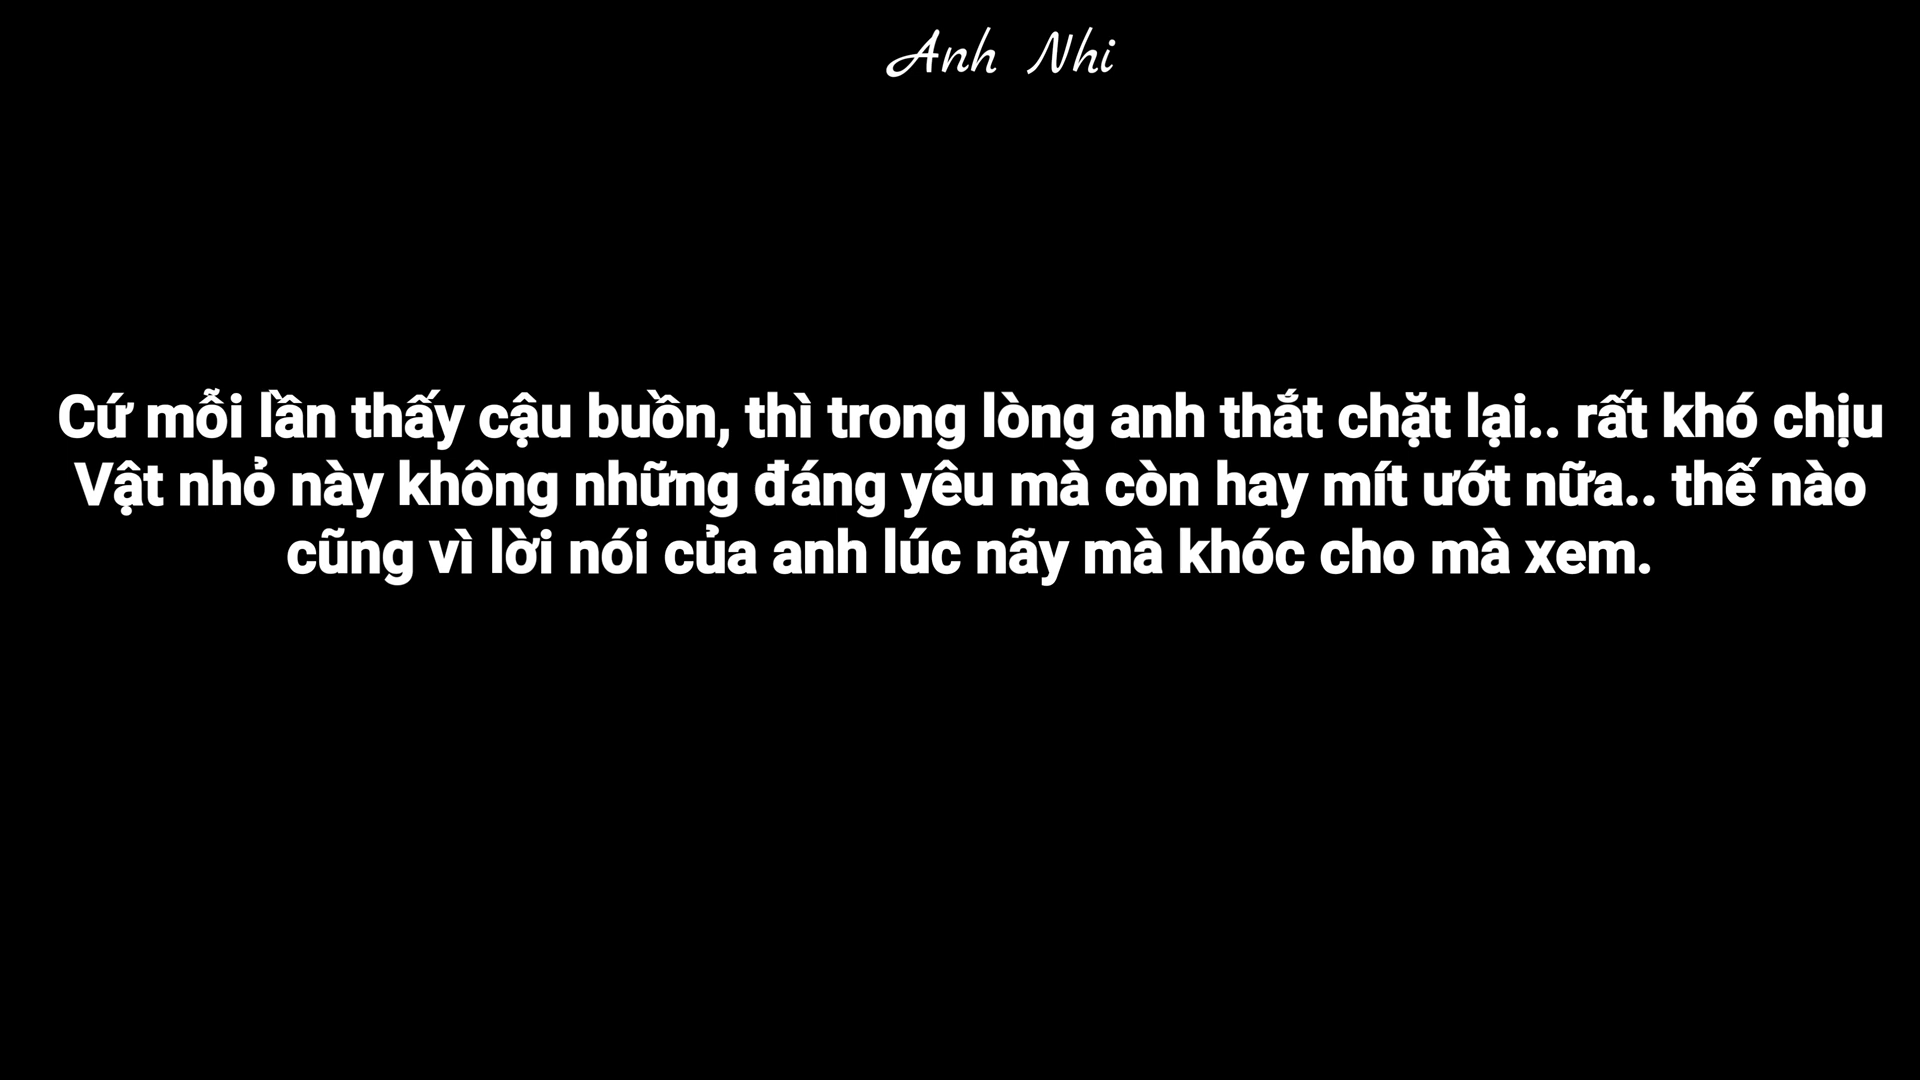 Anh Nhi
Cứ mỗi lần thấy cậu buồn, thì trong lòng anh thắt chặt lại.. rất khó chịu
Vật nhỏ này không những đáng yêu mà còn hay mít ướt nữa.. thế nào
cũng vì lời nói của anh lúc nãy mà khóc cho mà xem.